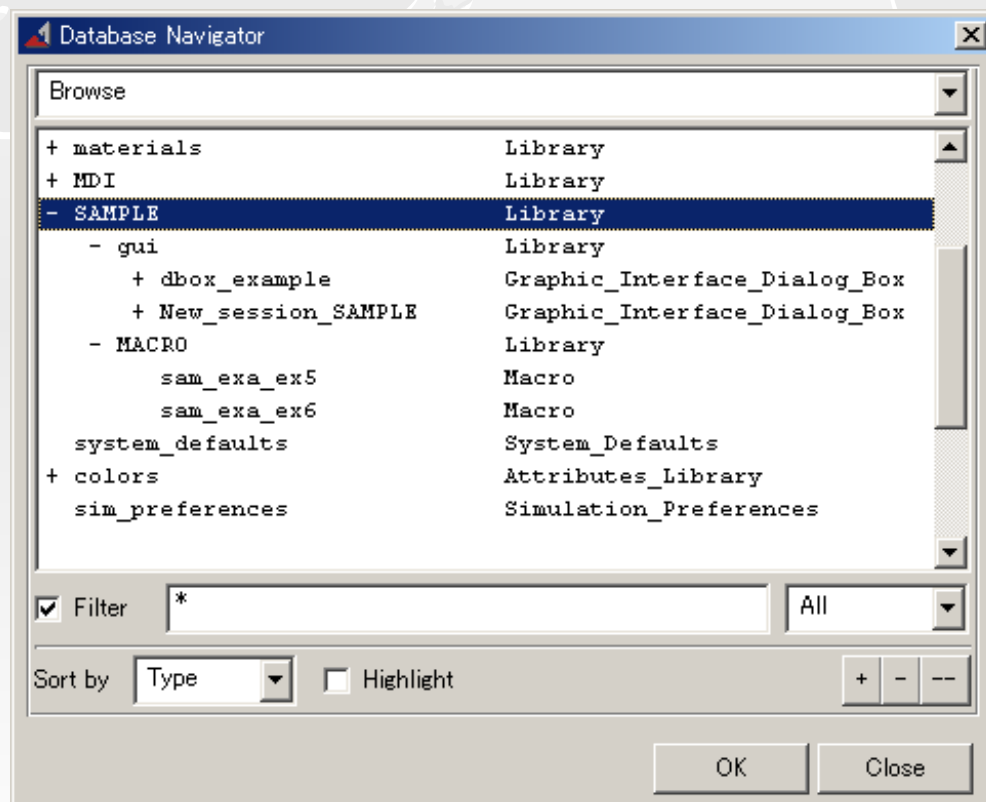 Database Navigator
Browse
+ materials Library
+ MDI Library
- SAMPLE Library
- gui Library
+ dbox_example Graphic_Interface_Dialog_Box
+ New_session_SAMPLE Graphic_Interface_Dialog_Box
- MACRO Library
sam_exa_ex5 Macro
sam_exa_ex6 Macro
system_defaults System_Defaults
+ colors Attributes_Library
sim_preferences Simulation_Preferences
Filter * All
Sort by Type Highlight + - --
OK Close